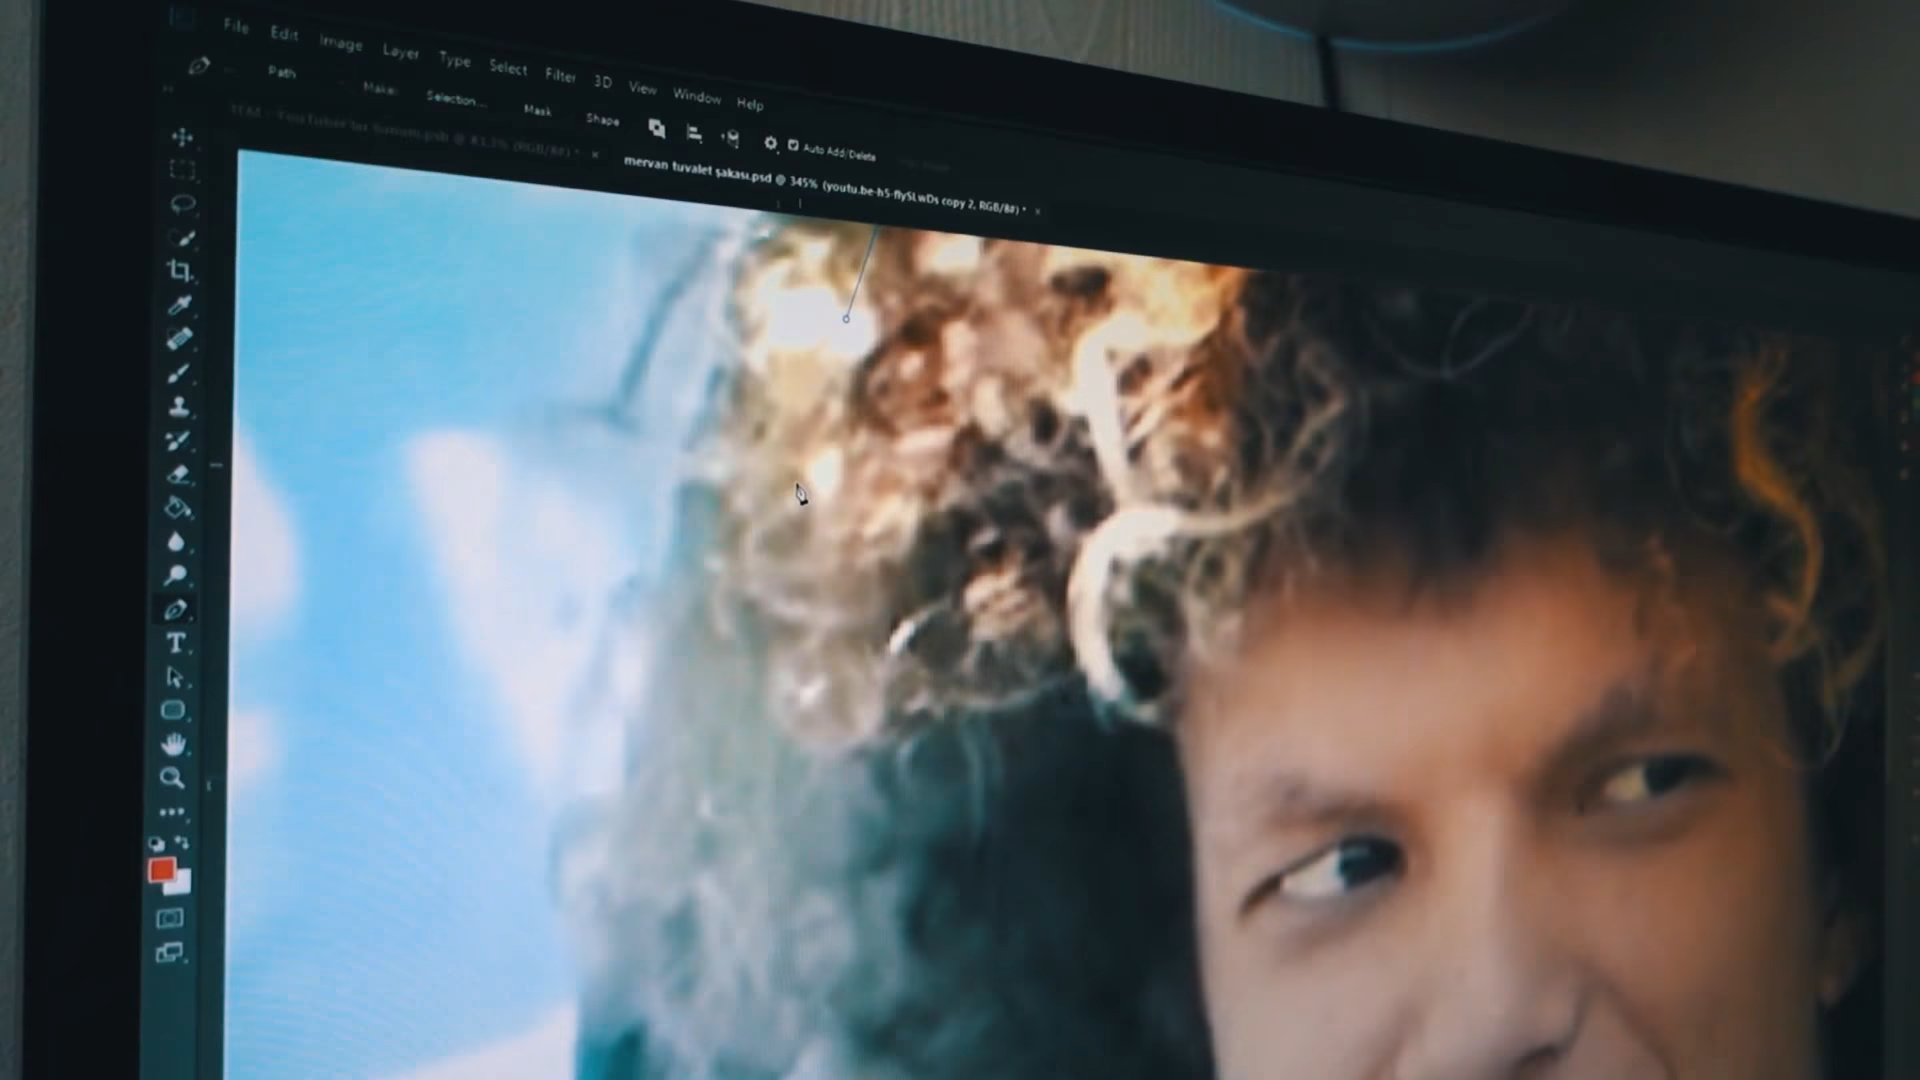 File Edit Image Layer Type Select Filter 3D View Window Help
Path Make: Selection... Mask Shape Auto Add/Delete
mervan tuvalet şakası.psd @ 345% (youtu.be-h5-flySLwDs copy 2, RGB/8#) * ×
T